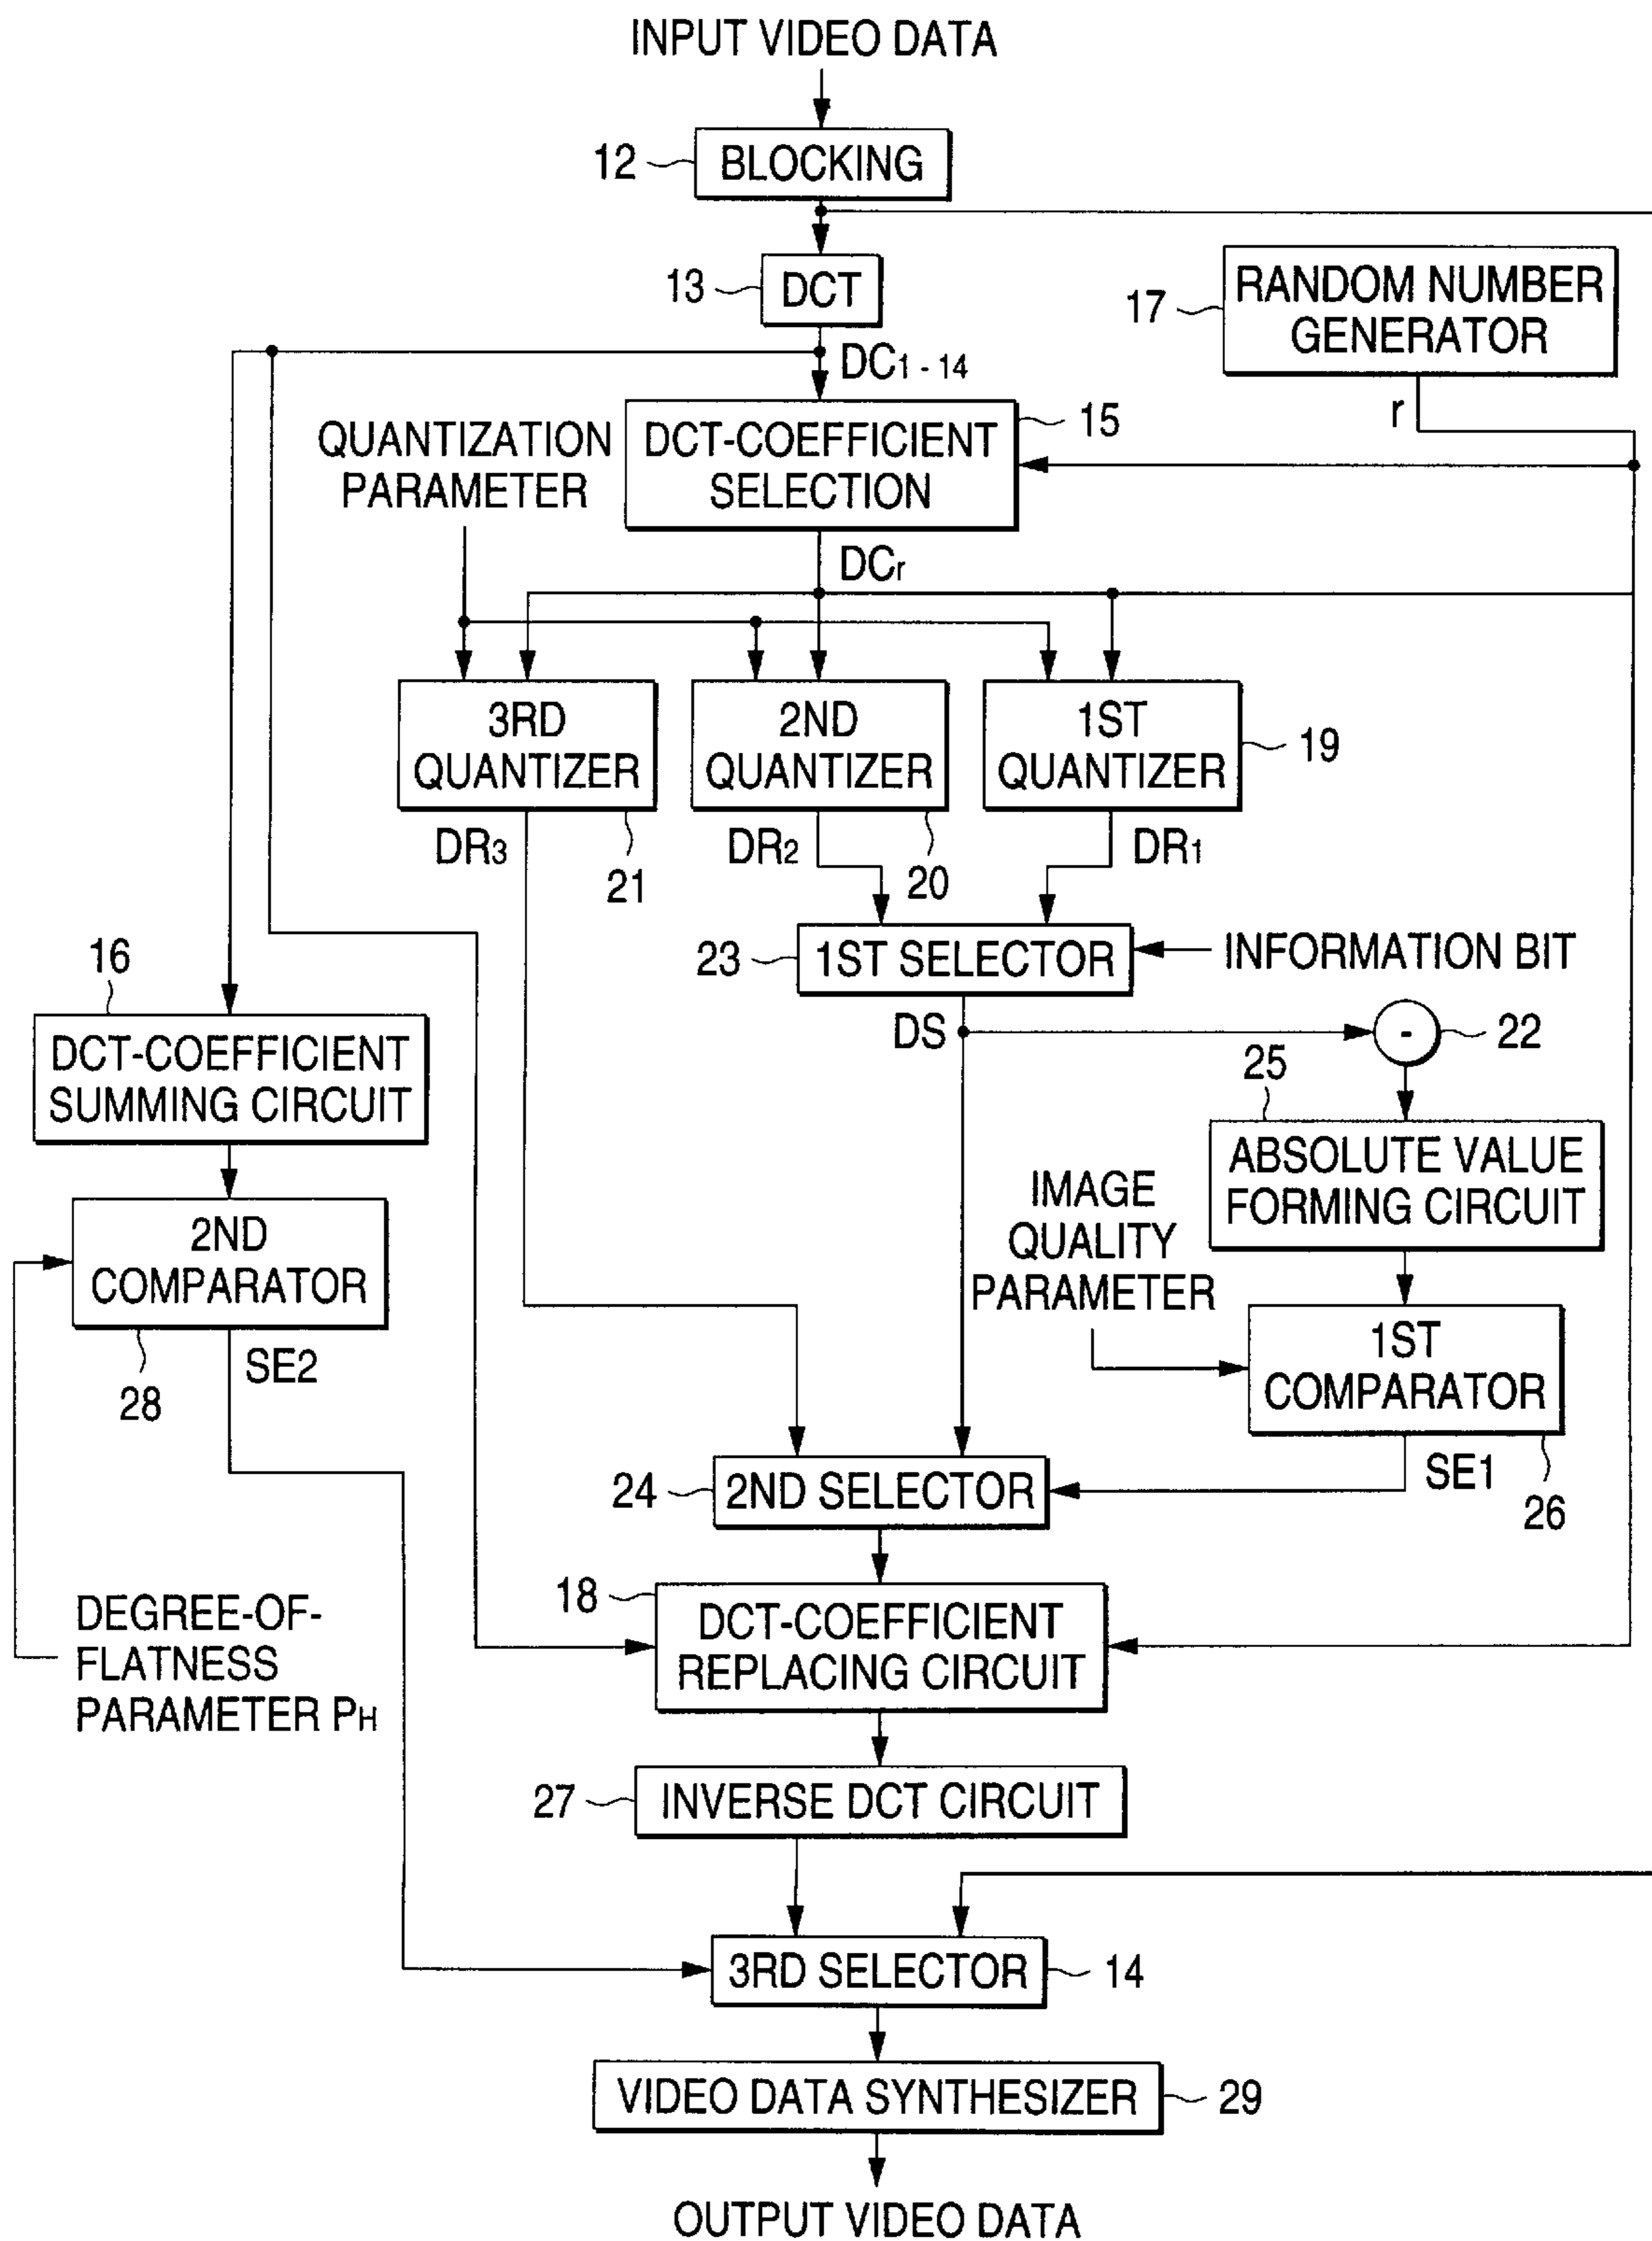 INPUT VIDEO DATA
12
BLOCKING
13
DCT
17
RANDOM NUMBER
GENERATOR
DC1 - 14
r
QUANTIZATION
PARAMETER
DCT-COEFFICIENT
SELECTION
15
DCr
3RD
QUANTIZER
2ND
QUANTIZER
1ST
QUANTIZER
19
DR3
21
DR2
20
DR1
16
23
1ST SELECTOR
INFORMATION BIT
DS
-
22
DCT-COEFFICIENT
SUMMING CIRCUIT
25
ABSOLUTE VALUE
FORMING CIRCUIT
IMAGE
QUALITY
PARAMETER
2ND
COMPARATOR
28
SE2
1ST
COMPARATOR
26
SE1
24
2ND SELECTOR
18
DCT-COEFFICIENT
REPLACING CIRCUIT
DEGREE-OF-
FLATNESS
PARAMETER PH
27
INVERSE DCT CIRCUIT
3RD SELECTOR
14
VIDEO DATA SYNTHESIZER
29
OUTPUT VIDEO DATA